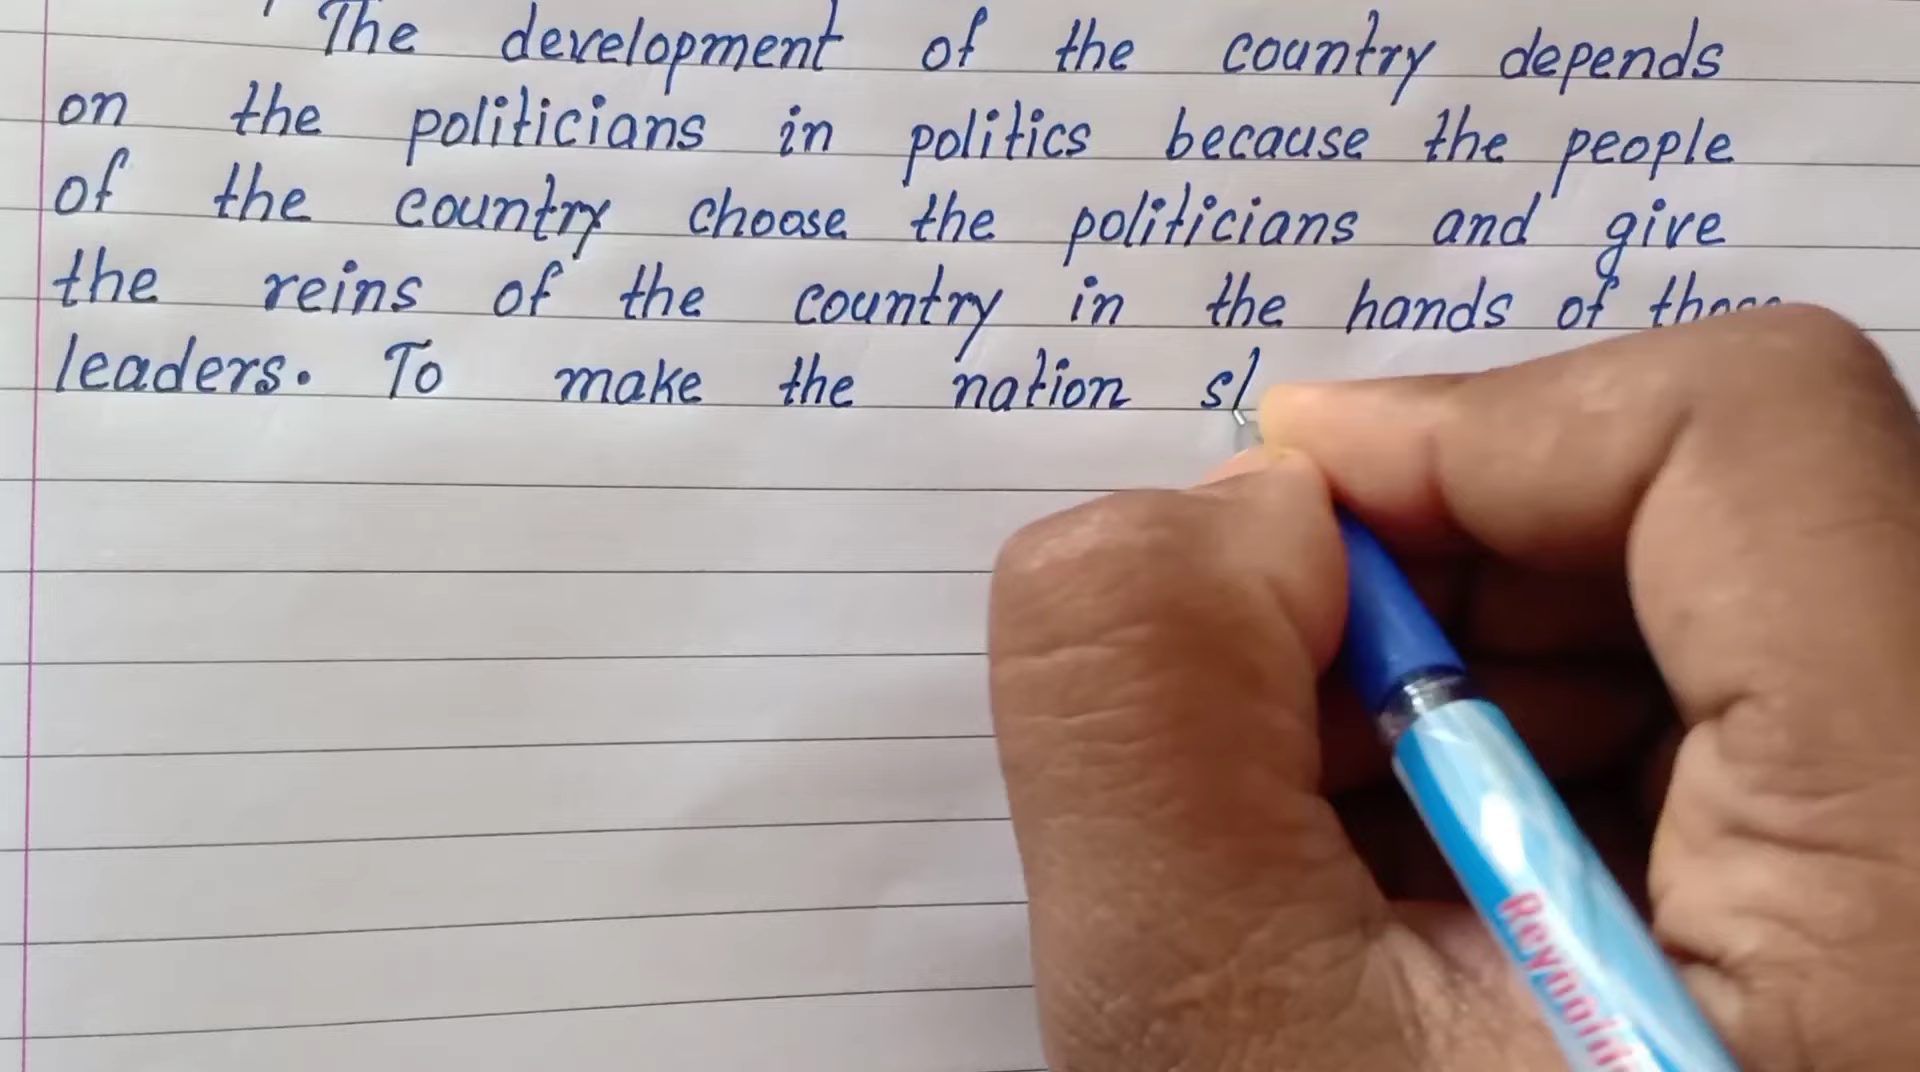 The development of the country depends
on the politicians in politics because the people
of the country choose the politicians and give
the reins of the country in the hands of
leaders. To make the nation